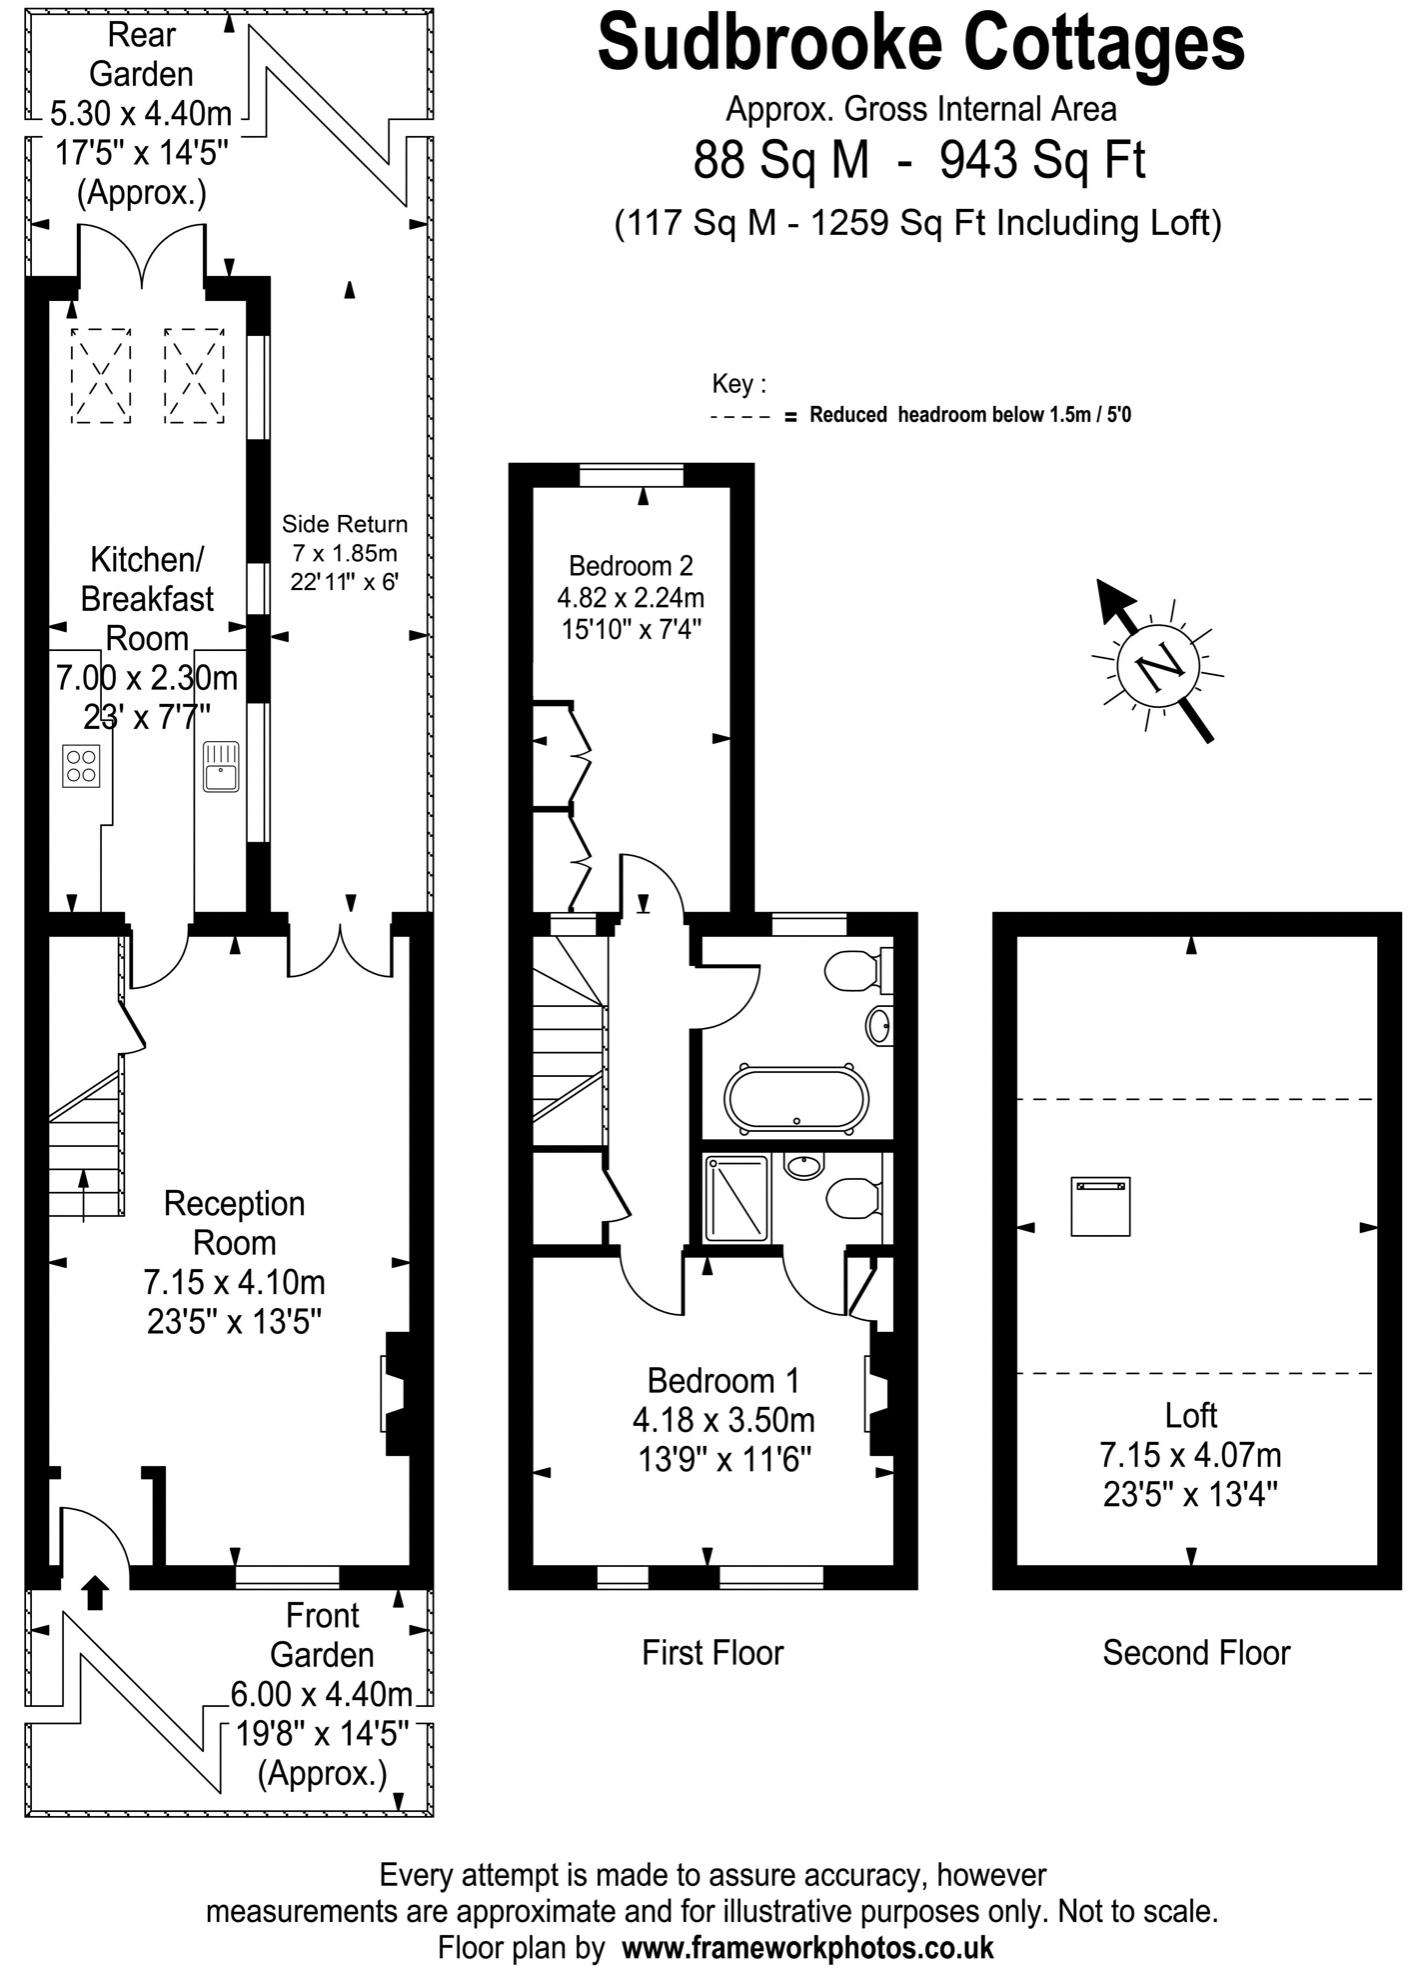 Sudbrooke Cottages
Approx. Gross Internal Area
88 Sq M - 943 Sq Ft
(117 Sq M - 1259 Sq Ft Including Loft)
Key :
---- = Reduced headroom below 1.5m / 5'0
Rear
Garden
5.30 x 4.40m
17'5" x 14'5"
(Approx.)
Side Return
7 x 1.85m
22'11" x 6'
Kitchen/
Breakfast
Room
7.00 x 2.30m
23' x 7'7"
Reception
Room
7.15 x 4.10m
23'5" x 13'5"
Front
Garden
6.00 x 4.40m
19'8" x 14'5"
(Approx.)
Bedroom 2
4.82 x 2.24m
15'10" x 7'4"
Bedroom 1
4.18 x 3.50m
13'9" x 11'6"
First Floor
N
Loft
7.15 x 4.07m
23'5" x 13'4"
Second Floor
Every attempt is made to assure accuracy, however
measurements are approximate and for illustrative purposes only. Not to scale.
Floor plan by www.frameworkphotos.co.uk